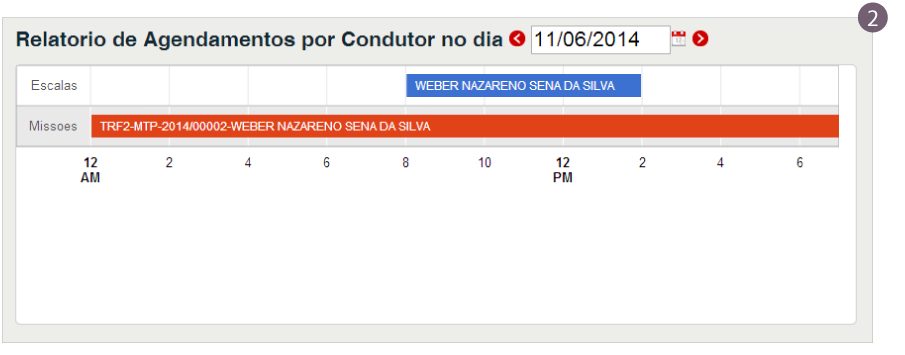 2
Relatorio de Agendamentos por Condutor no dia 11/06/2014
Escalas WEBER NAZARENO SENA DA SILVA
Missoes TRF2-MTP-2014/00002-WEBER NAZARENO SENA DA SILVA
12 2 4 6 8 10 12 2 4 6
AM PM